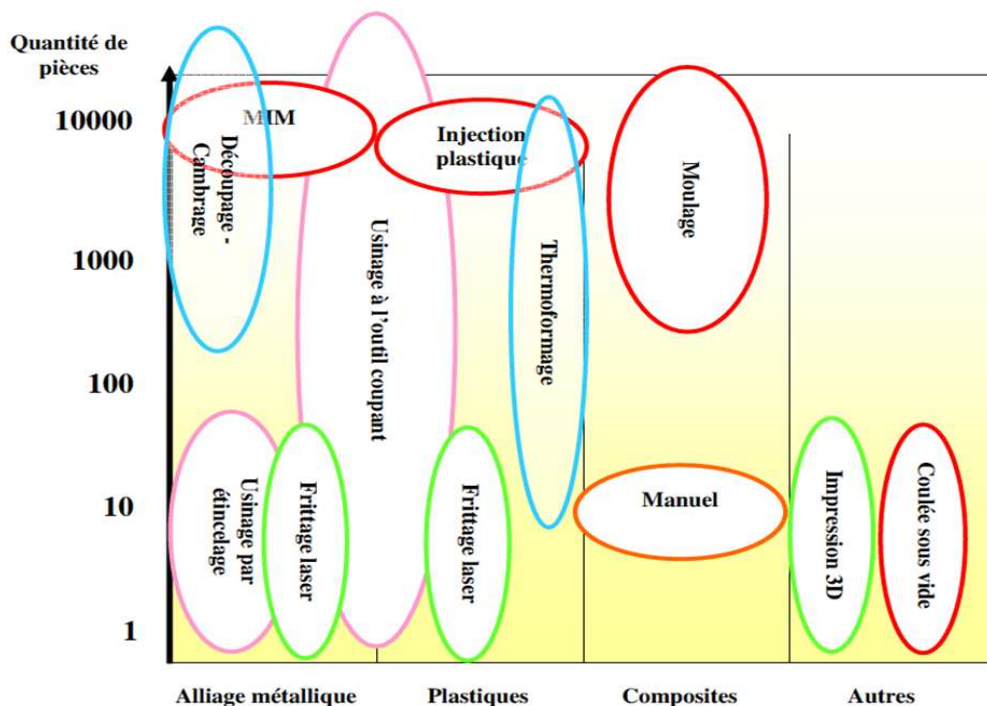 Quantité de
pièces
10000
1000
100
10
1
MIM
Découpage -
Cambrage
Usinage à l'outil coupant
Injection
plastique
Thermoformage
Moulage
Usinage par
étincelage
Frittage laser
Frittage laser
Manuel
Impression 3D
Coulée sous vide
Alliage métallique
Plastiques
Composites
Autres